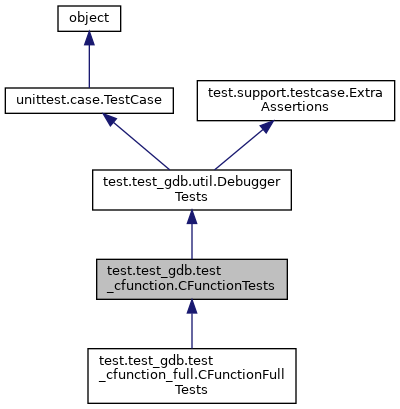 object
unittest.case.TestCase
test.support.testcase.Extra
Assertions
test.test_gdb.util.Debugger
Tests
test.test_gdb.test
_cfunction.CFunctionTests
test.test_gdb.test
_cfunction_full.CFunctionFull
Tests